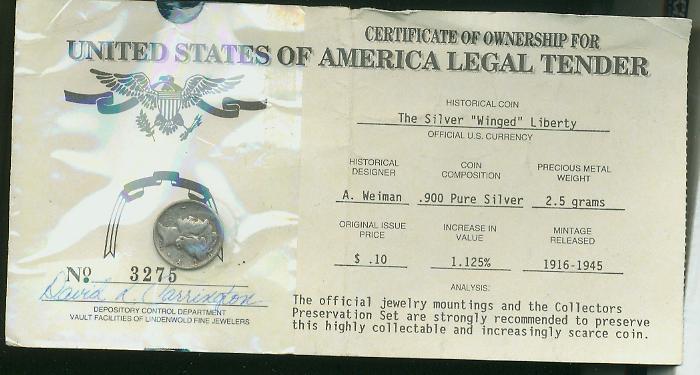 CERTIFICATE OF OWNERSHIP FOR
UNITED STATES OF AMERICA LEGAL TENDER
HISTORICAL COIN
The Silver "Winged" Liberty
OFFICIAL U.S. CURRENCY
HISTORICAL DESIGNER
A. Weiman
COIN COMPOSITION
.900 Pure Silver
PRECIOUS METAL WEIGHT
2.5 grams
ORIGINAL ISSUE PRICE
$ .10
INCREASE IN VALUE
1.125%
MINTAGE RELEASED
1916-1945
No 3275
David L. Carrington
DEPOSITORY CONTROL DEPARTMENT
VAULT FACILITIES OF LINDENWOLD FINE JEWELERS
ANALYSIS:
The official jewelry mountings and the Collectors
Preservation Set are strongly recommended to preserve
this highly collectable and increasingly scarce coin.